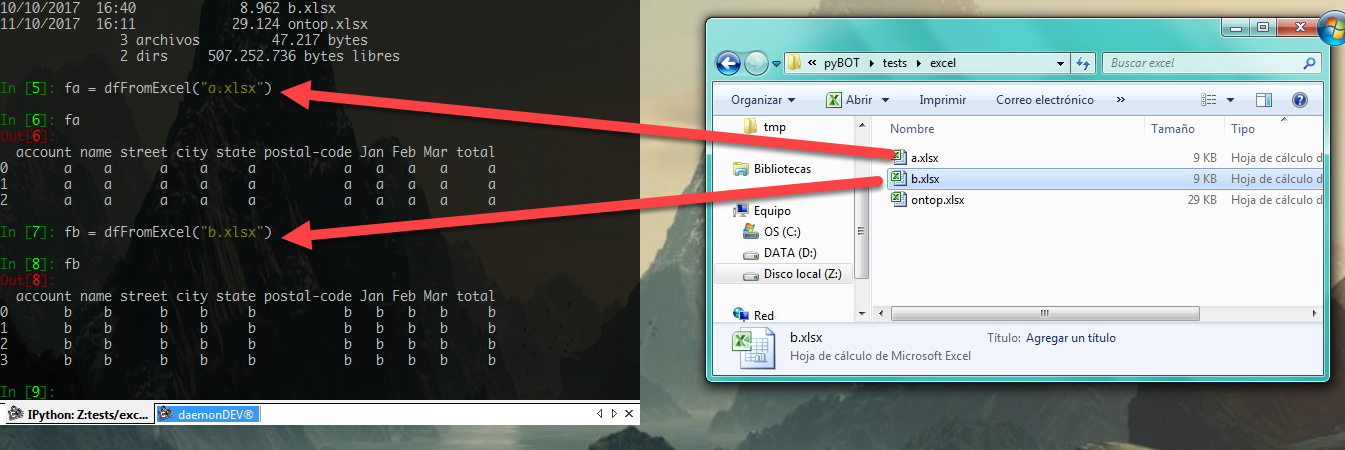 10/10/2017  16:40             8.962 b.xlsx
11/10/2017  16:11            29.124 ontop.xlsx
               3 archivos         47.217 bytes
               2 dirs     507.252.736 bytes libres
In [5]: fa = dfFromExcel("a.xlsx")
In [6]: fa
Out[6]:
  account name street city state postal-code Jan Feb Mar total
0       a    a      a    a     a           a   a   a   a     a
1       a    a      a    a     a           a   a   a   a     a
2       a    a      a    a     a           a   a   a   a     a
In [7]: fb = dfFromExcel("b.xlsx")
In [8]: fb
Out[8]:
  account name street city state postal-code Jan Feb Mar total
0       b    b      b    b     b           b   b   b   b     b
1       b    b      b    b     b           b   b   b   b     b
2       b    b      b    b     b           b   b   b   b     b
3       b    b      b    b     b           b   b   b   b     b
In [9]:
IPython: Z:tests/exc... daemonDEV®
« pyBOT tests excel Buscar excel
Organizar Abrir Imprimir Correo electrónico »
tmp
Bibliotecas
Equipo
OS (C:)
DATA (D:)
Disco local (Z:)
Red
Nombre Tamaño Tipo
a.xlsx 9 KB Hoja de cálculo d
b.xlsx 9 KB Hoja de cálculo d
ontop.xlsx 29 KB Hoja de cálculo d
b.xlsx Título: Agregar un título
Hoja de cálculo de Microsoft Excel